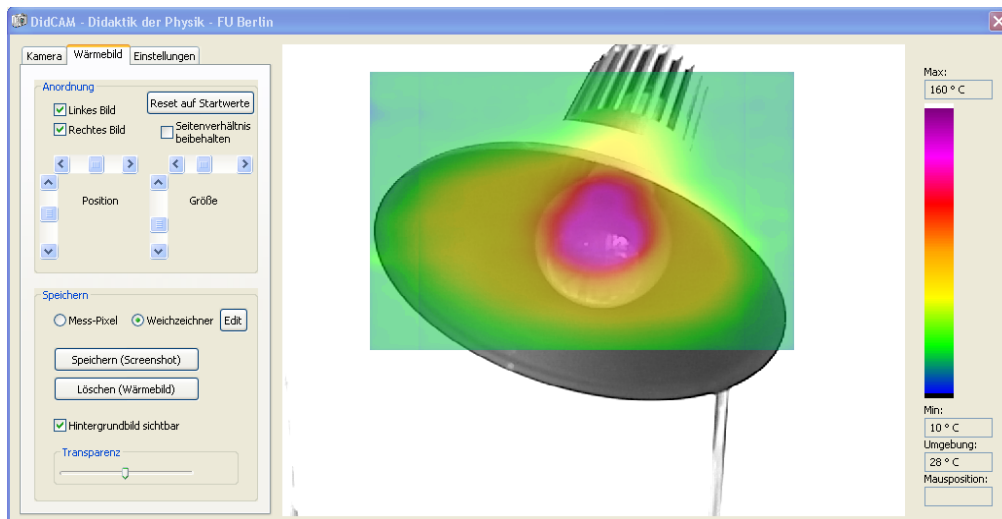 DidCAM - Didaktik der Physik - FU Berlin
Kamera Wärmebild Einstellungen
Anordnung
Linkes Bild
Reset auf Startwerte
Rechtes Bild
Seitenverhältnis
beibehalten
Position
Größe
Speichern
Mess-Pixel Weichzeichner Edit
Speichern (Screenshot)
Löschen (Wärmebild)
Hintergrundbild sichtbar
Transparenz
Max:
160 ° C
Min:
10 ° C
Umgebung:
28 ° C
Mausposition: